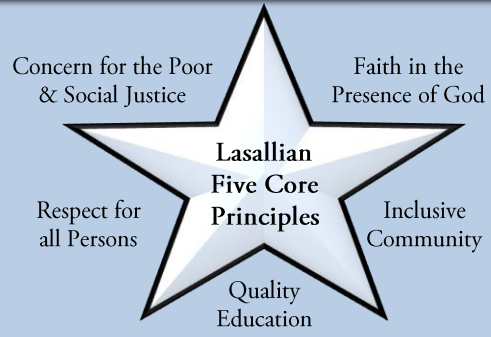 Concern for the Poor
& Social Justice
Faith in the
Presence of God
Lasallian
Five Core
Principles
Respect for
all Persons
Inclusive
Community
Quality
Education